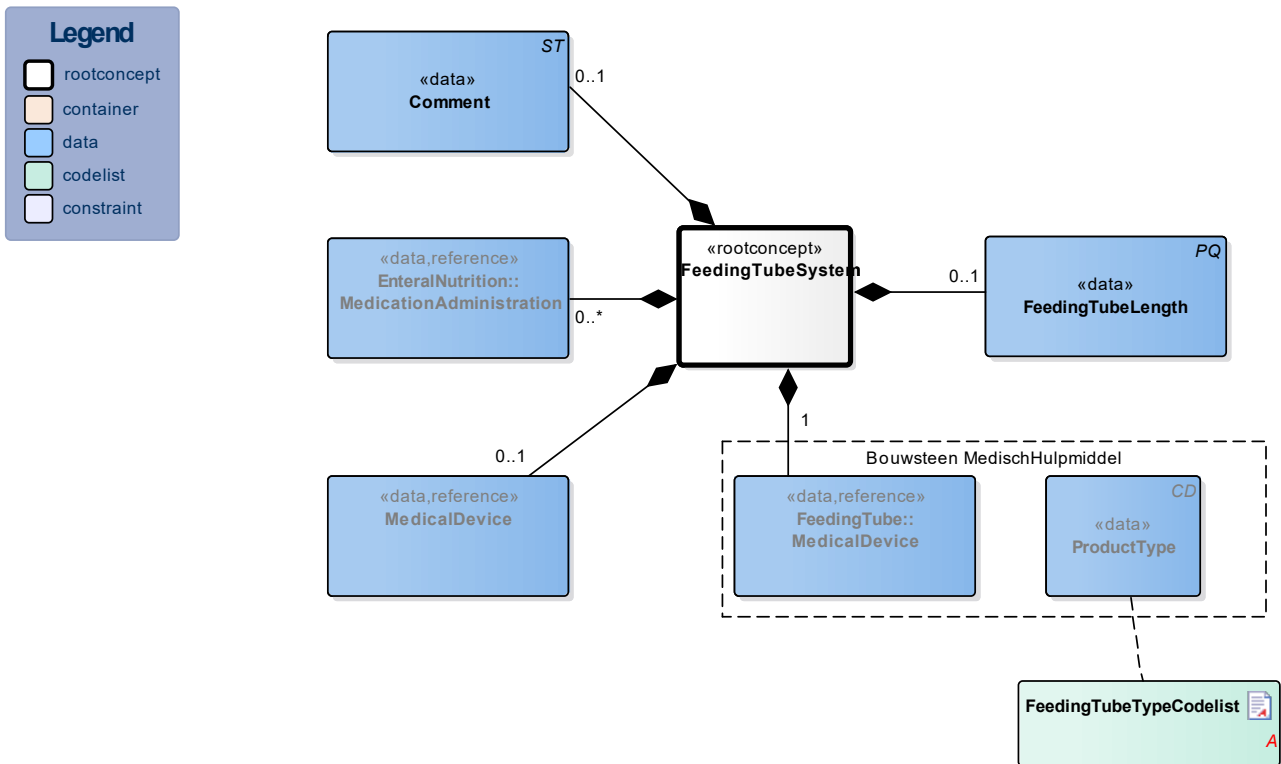 Legend
rootconcept
container
data
codelist
constraint
ST
«data»
Comment
0..1
«data,reference»
EnteralNutrition::
MedicationAdministration
0..*
«rootconcept»
FeedingTubeSystem
0..1
PQ
«data»
FeedingTubeLength
0..1
1
«data,reference»
MedicalDevice
Bouwsteen MedischHulpmiddel
«data,reference»
FeedingTube::
MedicalDevice
CD
«data»
ProductType
FeedingTubeTypeCodelist
A